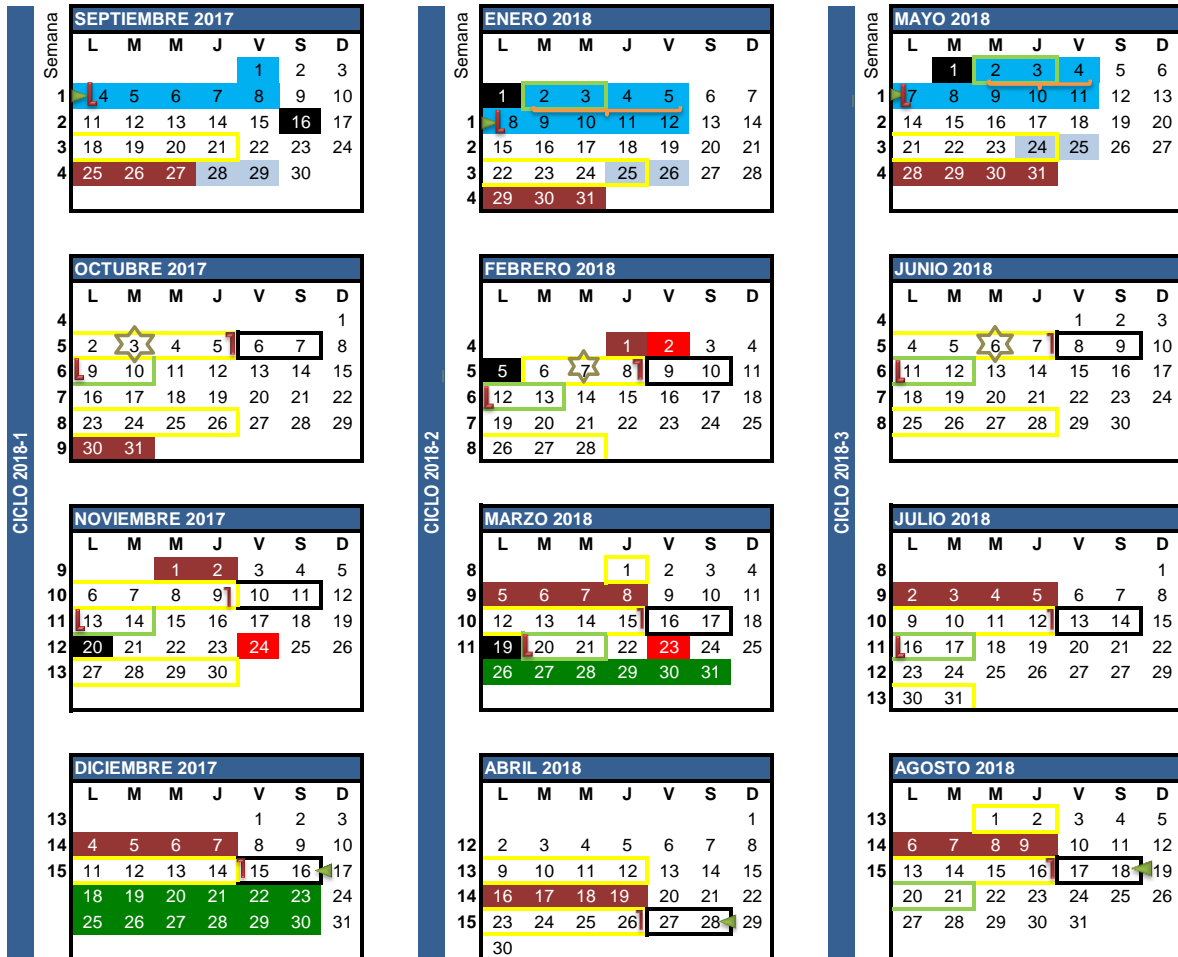 CICLO 2018-1
Semana
SEPTIEMBRE 2017
L M M J V S D
1 2 3
1 4 5 6 7 8 9 10
2 11 12 13 14 15 16 17
3 18 19 20 21 22 23 24
4 25 26 27 28 29 30
OCTUBRE 2017
L M M J V S D
4 1
5 2 3 4 5 6 7 8
6 9 10 11 12 13 14 15
7 16 17 18 19 20 21 22
8 23 24 25 26 27 28 29
9 30 31
NOVIEMBRE 2017
L M M J V S D
9 1 2 3 4 5
10 6 7 8 9 10 11 12
11 13 14 15 16 17 18 19
12 20 21 22 23 24 25 26
13 27 28 29 30
DICIEMBRE 2017
L M M J V S D
13 1 2 3
14 4 5 6 7 8 9 10
15 11 12 13 14 15 16 17
18 19 20 21 22 23 24
25 26 27 28 29 30 31
CICLO 2018-2
Semana
ENERO 2018
L M M J V S D
1 2 3 4 5 6 7
1 8 9 10 11 12 13 14
2 15 16 17 18 19 20 21
3 22 23 24 25 26 27 28
4 29 30 31
FEBRERO 2018
L M M J V S D
4 1 2 3 4
5 5 6 7 8 9 10 11
6 12 13 14 15 16 17 18
7 19 20 21 22 23 24 25
8 26 27 28
MARZO 2018
L M M J V S D
8 1 2 3 4
9 5 6 7 8 9 10 11
10 12 13 14 15 16 17 18
11 19 20 21 22 23 24 25
26 27 28 29 30 31
ABRIL 2018
L M M J V S D
1
12 2 3 4 5 6 7 8
13 9 10 11 12 13 14 15
14 16 17 18 19 20 21 22
15 23 24 25 26 27 28 29
30
CICLO 2018-3
Semana
MAYO 2018
L M M J V S D
1 2 3 4 5 6
1 7 8 9 10 11 12 13
2 14 15 16 17 18 19 20
3 21 22 23 24 25 26 27
4 28 29 30 31
JUNIO 2018
L M M J V S D
4 1 2 3
5 4 5 6 7 8 9 10
6 11 12 13 14 15 16 17
7 18 19 20 21 22 23 24
8 25 26 27 28 29 30
JULIO 2018
L M M J V S D
8 1
9 2 3 4 5 6 7 8
10 9 10 11 12 13 14 15
11 16 17 18 19 20 21 22
12 23 24 25 26 27 27 29
13 30 31
AGOSTO 2018
L M M J V S D
13 1 2 3 4 5
14 6 7 8 9 10 11 12
15 13 14 15 16 17 18 19
20 21 22 23 24 25 26
27 28 29 30 31